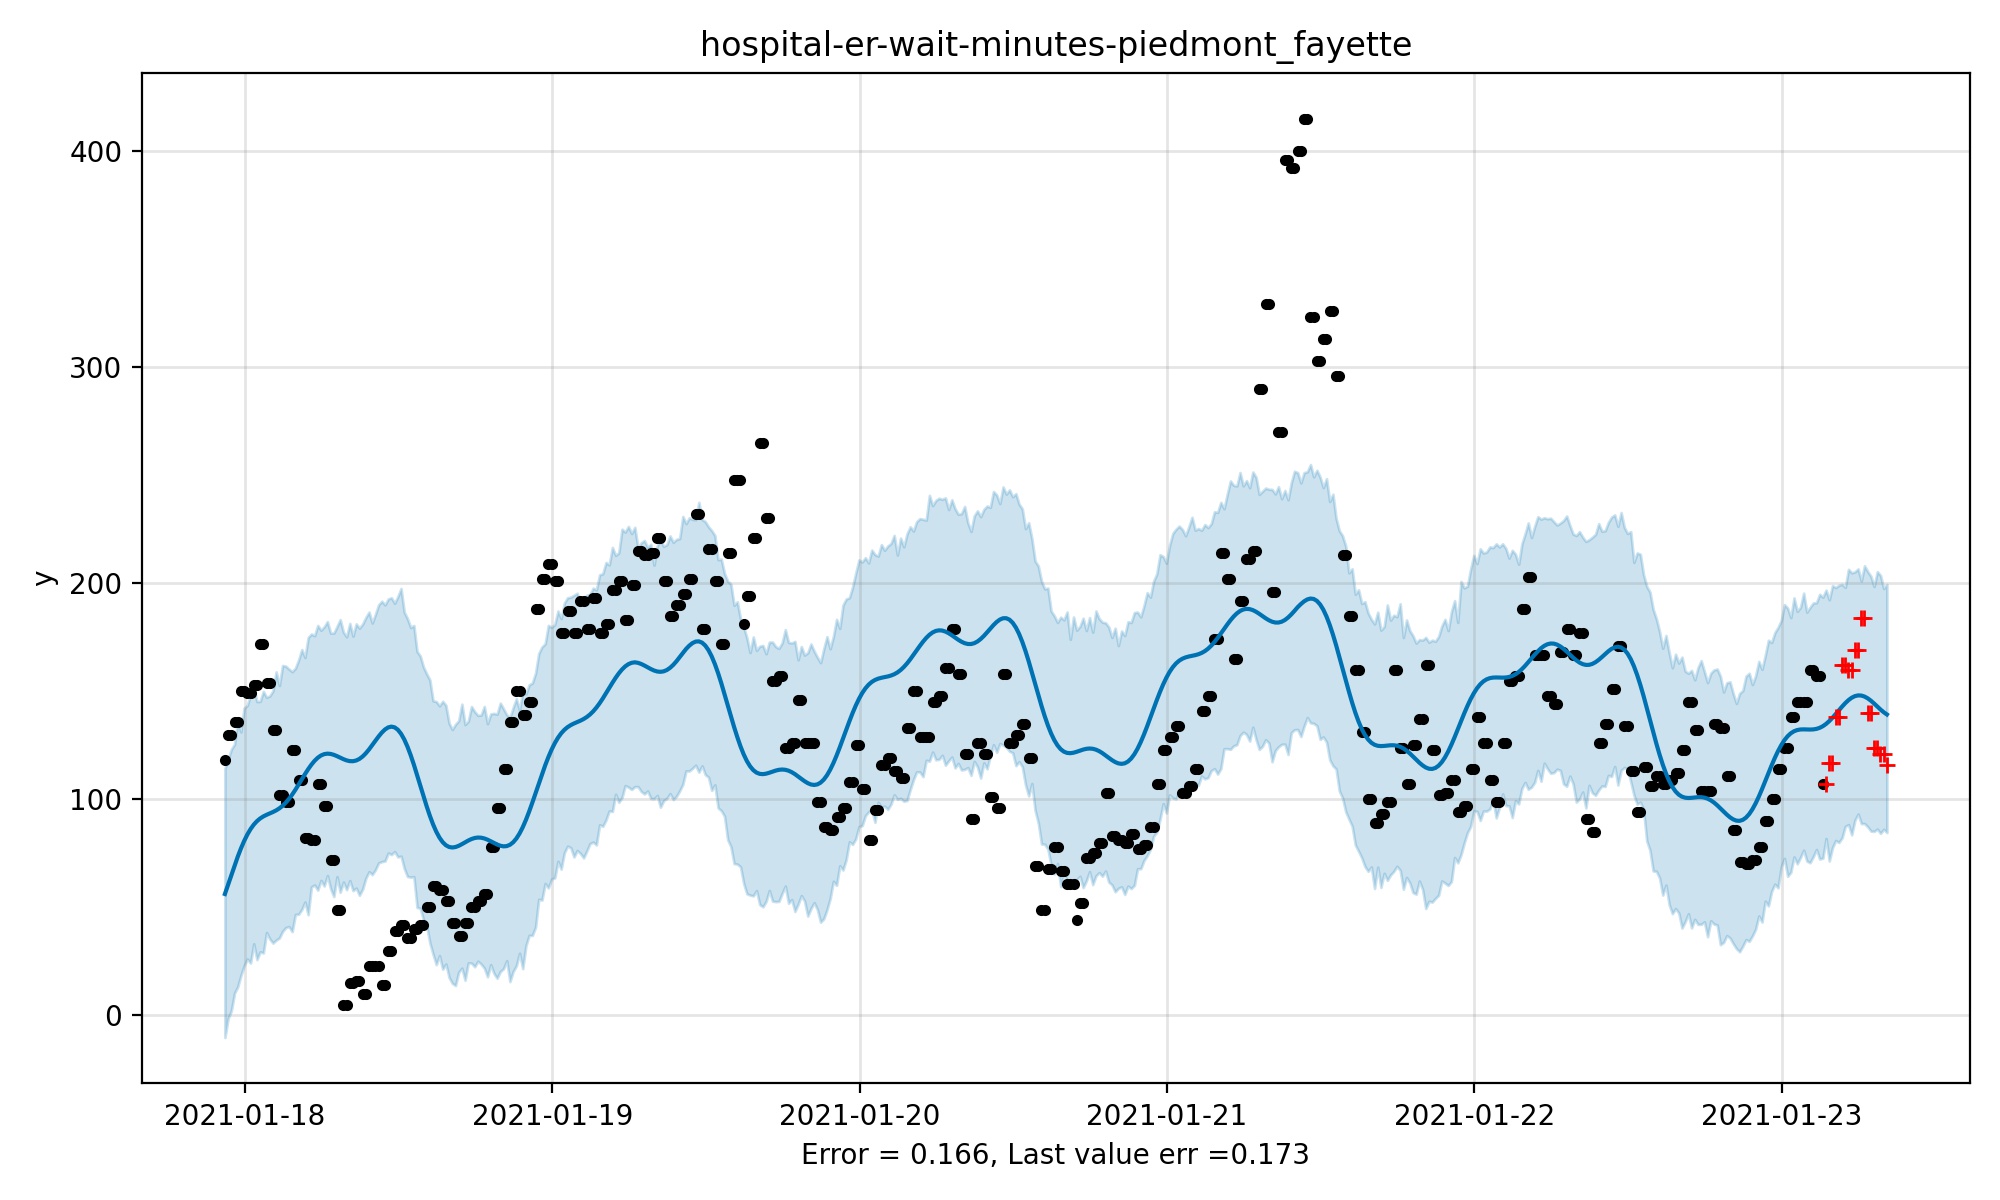 hospital-er-wait-minutes-piedmont_fayette
400
300
200
100
0
y
2021-01-18 2021-01-19 2021-01-20 2021-01-21 2021-01-22 2021-01-23
Error = 0.166, Last value err =0.173